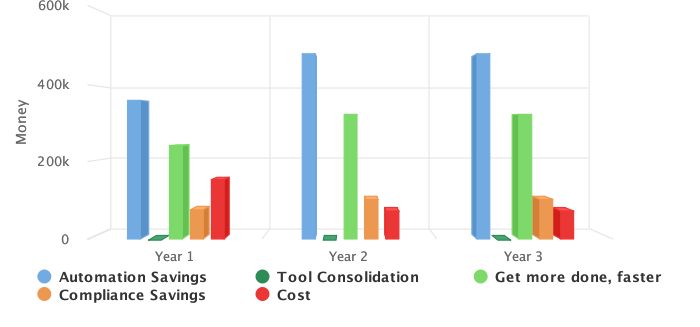 600k
400k
200k
0
Money
Year 1
Year 2
Year 3
Automation Savings
Tool Consolidation
Get more done, faster
Compliance Savings
Cost